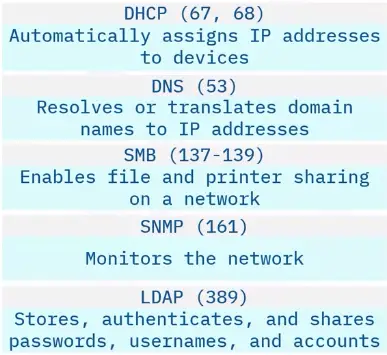 DHCP (67, 68)
Automatically assigns IP addresses
to devices
DNS (53)
Resolves or translates domain
names to IP addresses
SMB (137-139)
Enables file and printer sharing
on a network
SNMP (161)
Monitors the network
LDAP (389)
Stores, authenticates, and shares
passwords, usernames, and accounts